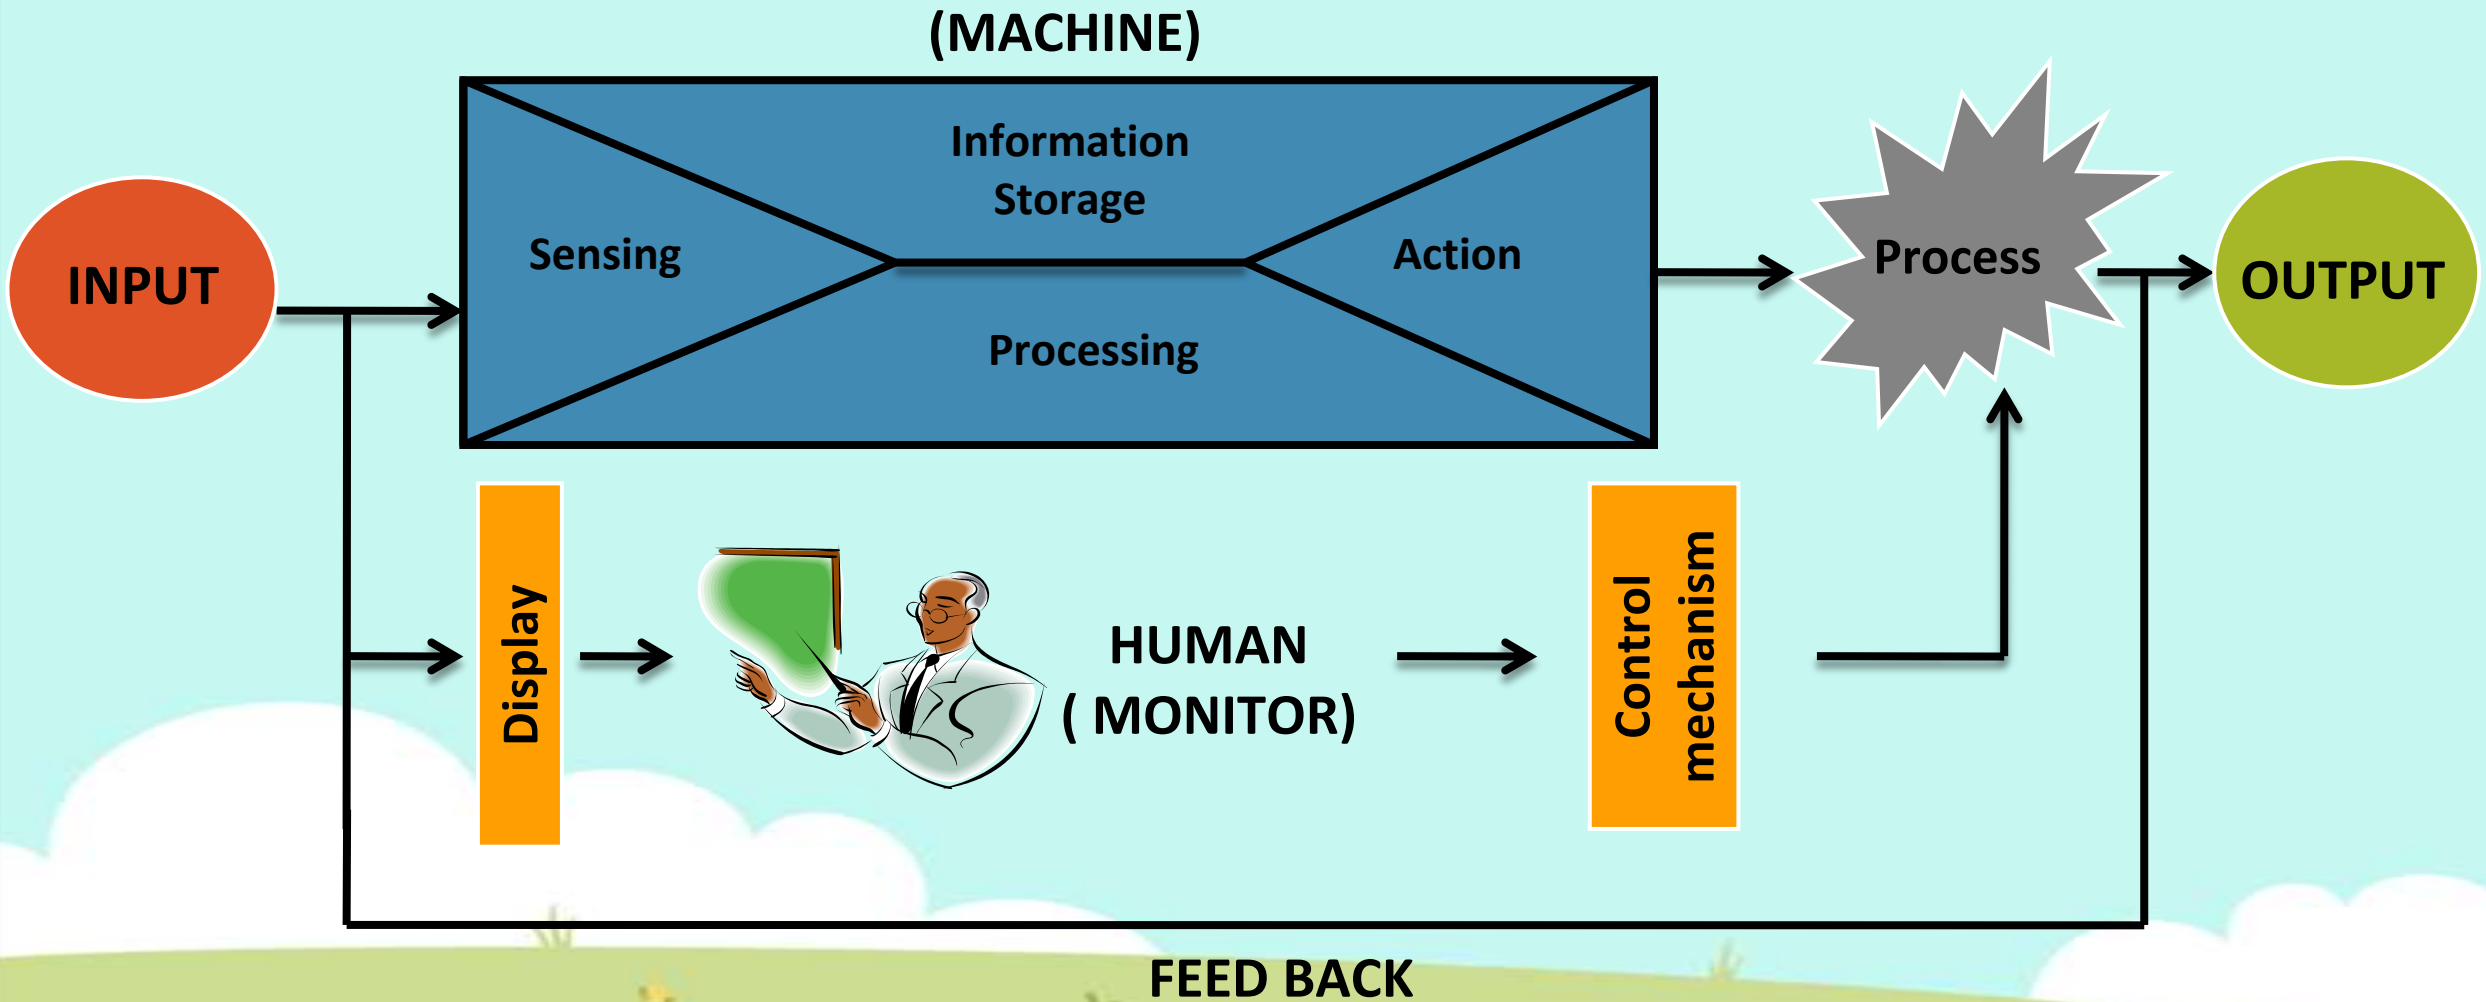 (MACHINE)
Information
Storage
Sensing
Action
Processing
INPUT
Process
OUTPUT
Display
HUMAN
( MONITOR)
Control
mechanism
FEED BACK